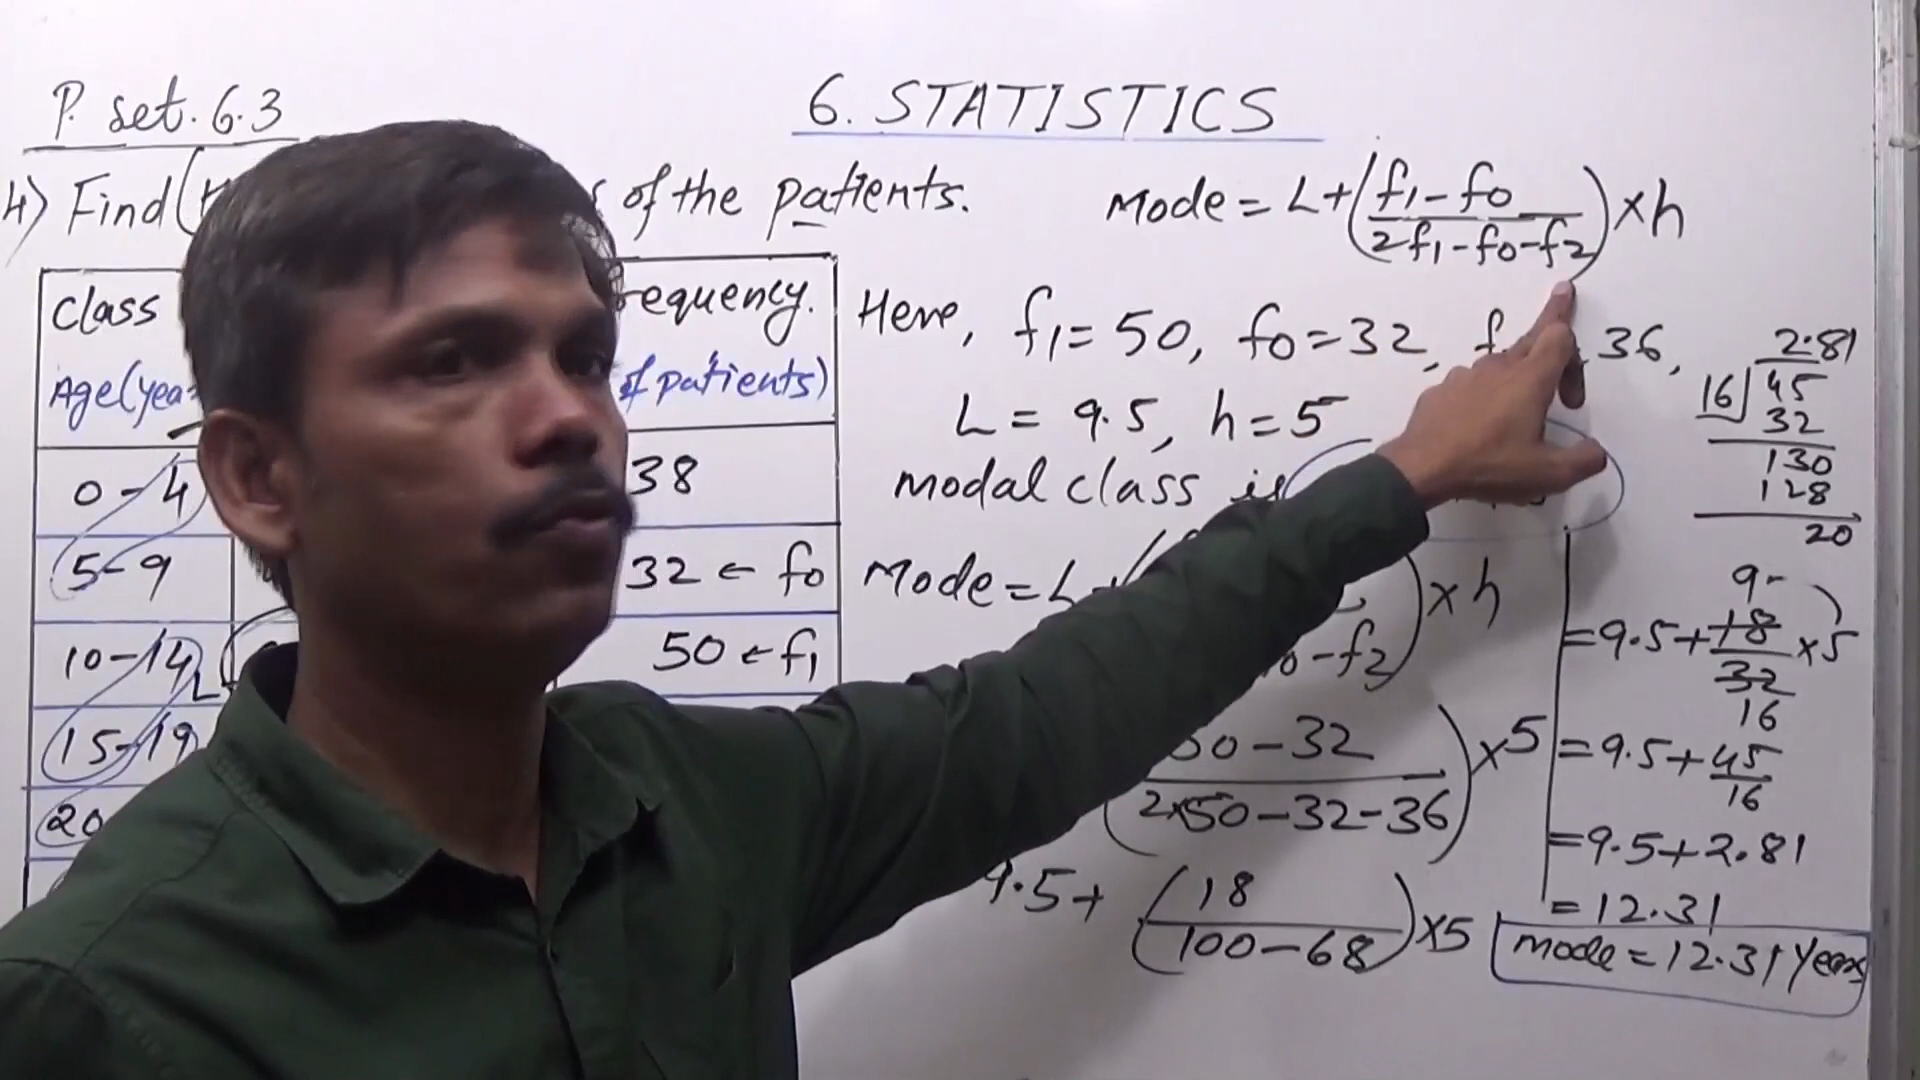 P. set. 6.3
6. STATISTICS
4) Find of the patients.
Mode = L + (f1 - f0 / 2f1 - f0 - f2) × h
Class
Age (yea
requency.
of patients)
0 - 4
38
5 - 9
32 ← f0
10 - 14
50 ← f1
15 - 19
20
Here, f1 = 50, f0 = 32, 36,
L = 9.5, h = 5
modal class is
Mode = L + × h
0 - f2
50 - 32
2×50 - 32 - 36
) × 5
9.5 + (18 / 100 - 68) × 5
2.81
16 45
32
130
128
20
9
= 9.5 + 18 / 32 × 5
16
= 9.5 + 45 / 16
= 9.5 + 2.81
= 12.31
mode = 12.31 Years